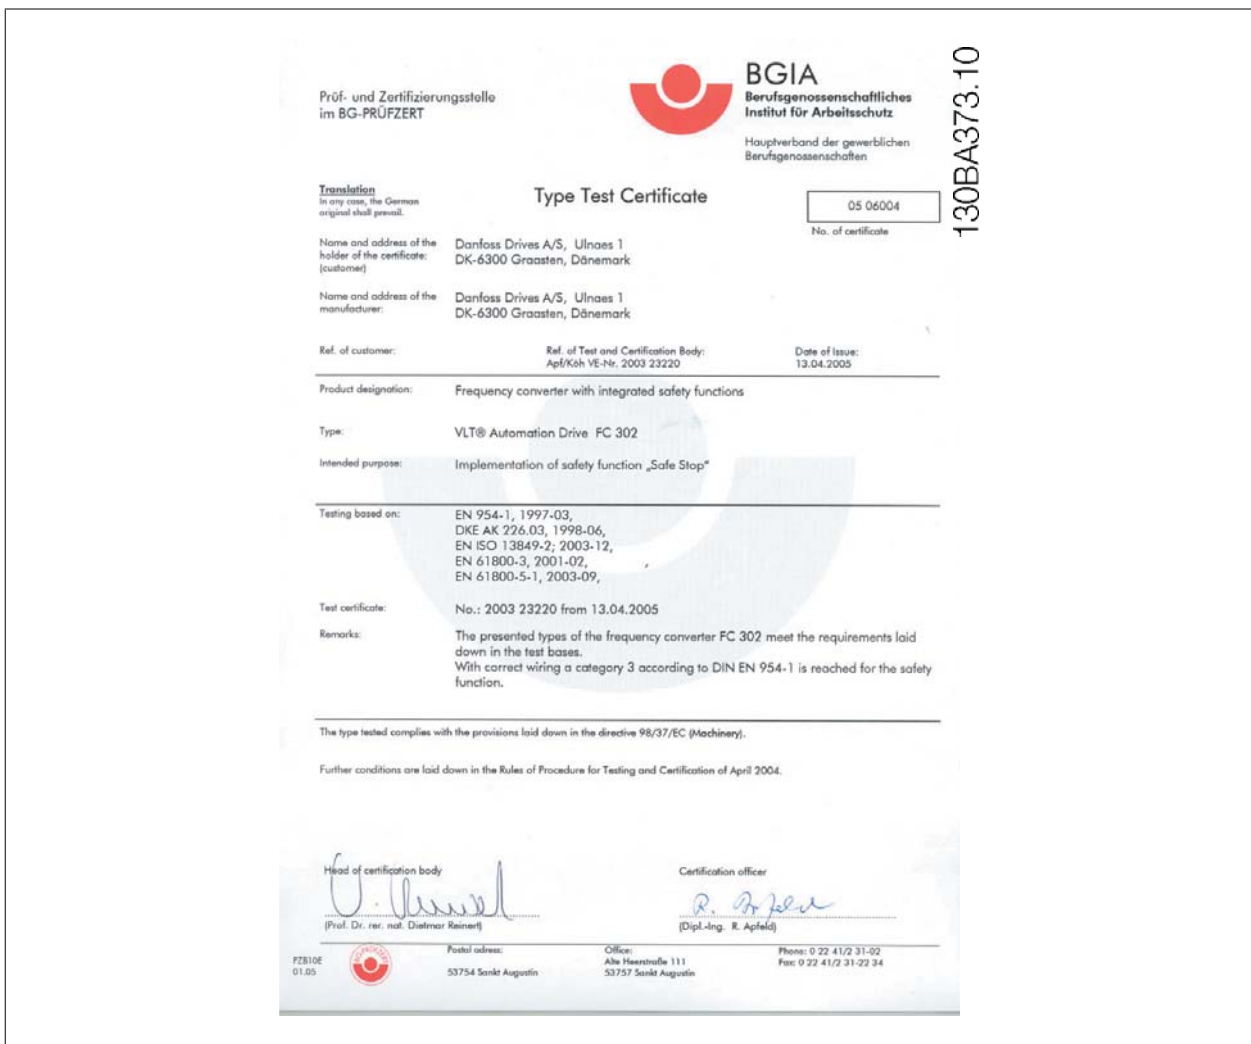 Prüf- und Zertifizierungsstelle
im BG-PRÜFZERT
BGIA
Berufsgenossenschaftliches
Institut für Arbeitsschutz
Hauptverband der gewerblichen
Berufsgenossenschaften
130BA373.10
Translation
In any case, the German
original shall prevail.
Type Test Certificate
05 06004
No. of certificate
Name and address of the
holder of the certificate:
(customer)
Danfoss Drives A/S, Ulnaes 1
DK-6300 Graasten, Dänemark
Name and address of the
manufacturer:
Danfoss Drives A/S, Ulnaes 1
DK-6300 Graasten, Dänemark
Ref. of customer:
Ref. of Test and Certification Body:
Apf/Köh VE-Nr. 2003 23220
Date of Issue:
13.04.2005
Product designation:
Frequency converter with integrated safety functions
Type:
VLT® Automation Drive FC 302
Intended purpose:
Implementation of safety function „Safe Stop“
Testing based on:
EN 954-1, 1997-03,
DKE AK 226.03, 1998-06,
EN ISO 13849-2; 2003-12,
EN 61800-3, 2001-02,
EN 61800-5-1, 2003-09,
Test certificate:
No.: 2003 23220 from 13.04.2005
Remarks:
The presented types of the frequency converter FC 302 meet the requirements laid
down in the test bases.
With correct wiring a category 3 according to DIN EN 954-1 is reached for the safety
function.
The type tested complies with the provisions laid down in the directive 98/37/EC (Machinery).
Further conditions are laid down in the Rules of Procedure for Testing and Certification of April 2004.
Head of certification body
(Prof. Dr. rer. nat. Dietmar Reinert)
Certification officer
R. Apfeld
(Dipl.-Ing. R. Apfeld)
PZB10E
01.05
BG-PRÜFZERT
Postal adress:
53754 Sankt Augustin
Office:
Alte Heerstraße 111
53757 Sankt Augustin
Phone: 0 22 41/2 31-02
Fax: 0 22 41/2 31-22 34